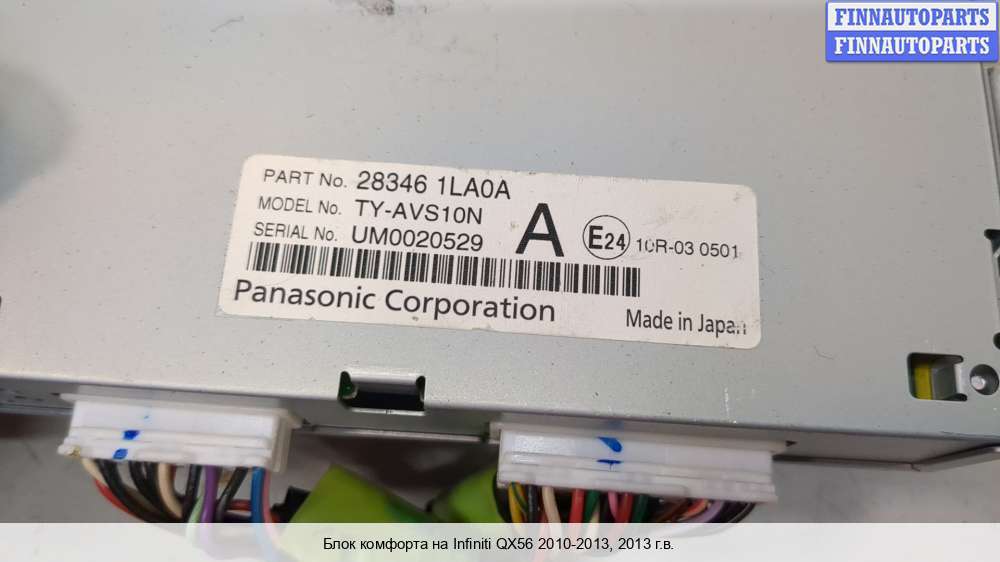 FINNAUTOPARTS
FINNAUTOPARTS
PART No. 28346 1LA0A
MODEL No. TY-AVS10N
SERIAL No. UM0020529
A
E24 10R-03 0501
Panasonic Corporation
Made in Japan
Блок комфорта на Infiniti QX56 2010-2013, 2013 г.в.